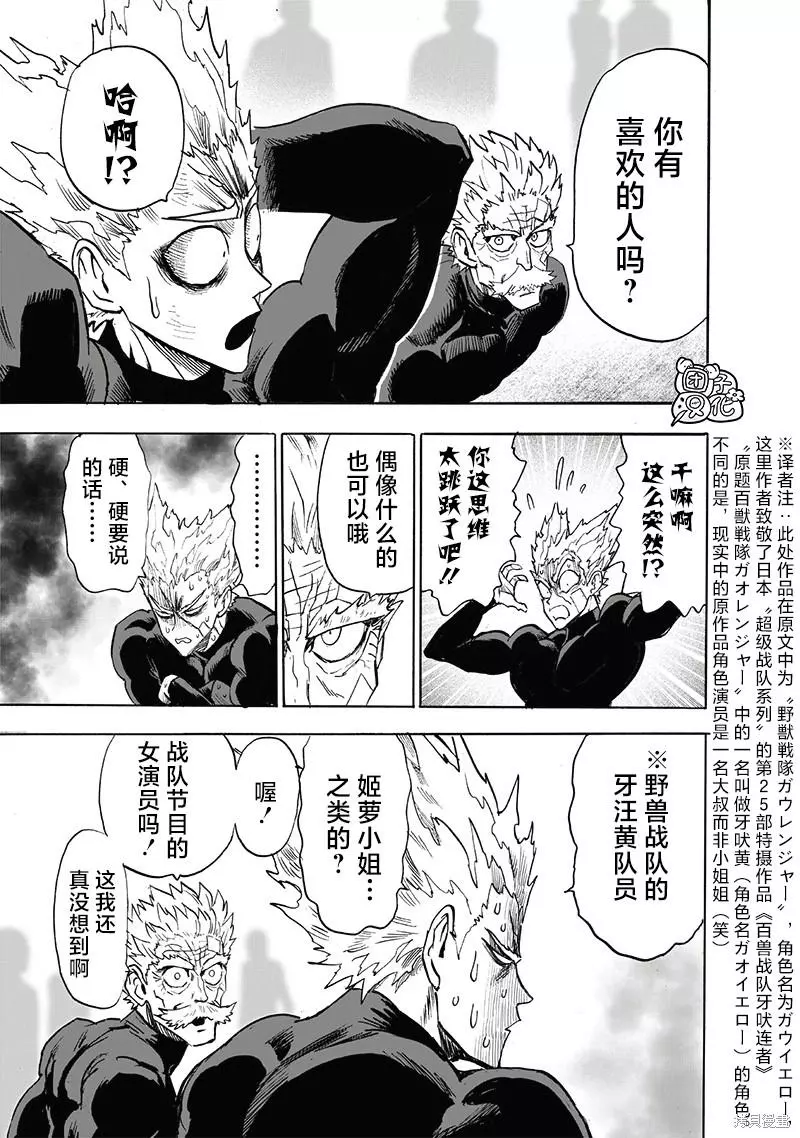 你有
喜欢的人吗？
哈啊!?
干嘛啊
这么突然!?
你这思维
太跳跃了吧!!
偶像什么的
也可以哦
………
硬、硬要说
的话……
※野兽战队的
牙汪黄队员
姬萝小姐…
之类的？
喔！
战队节目的
女演员吗！
这我还
真没想到啊
团子汉化
※译者注：此处作品在原文中为〝野獣戦隊ガウレンジャー〞，角色名为ガウイエロー，
这里作者致敬了日本〝超级战队系列〞的第25部特摄作品《百兽战队牙吠连者》
〝原题百獣戦隊ガオレンジャー〞中的一名叫做牙吠黄（角色名ガオイエロー）的角色。
不同的是，现实中的原作品角色演员是一名大叔而非小姐姐（笑）
拷贝漫画